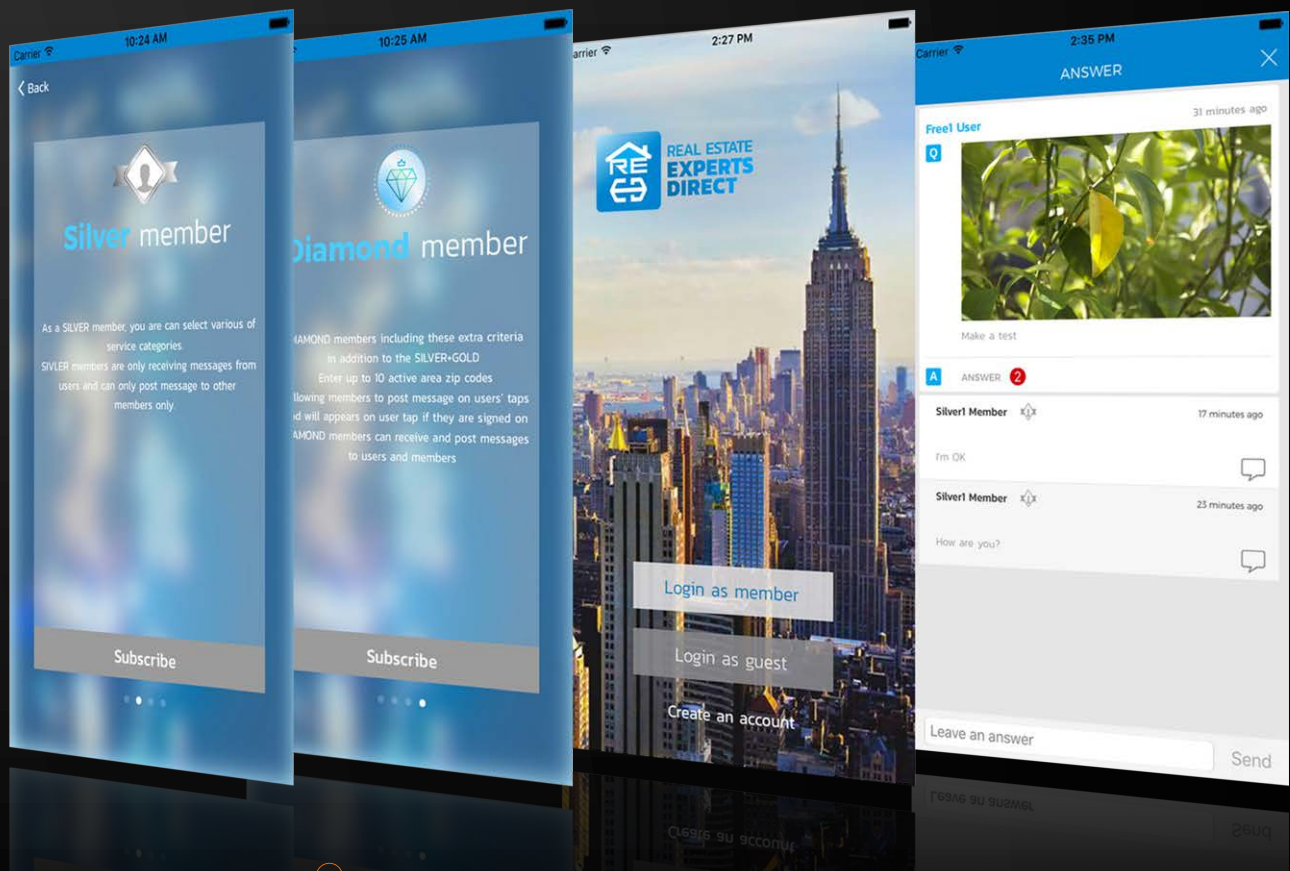 Carrier
10:24 AM
Back
Silver member
As a SILVER member, you are can select various of
service categories
SIVLER members are only receiving messages from
users and can only post message to other
members only
Subscribe
10:25 AM
Diamond member
IAMOND members including these extra criteria
in addition to the SILVER+GOLD
Enter up to 10 active area zip codes
llowing members to post message on users' taps
d will appears on user tap if they are signed on
AMOND members can receive and post messages
to users and members
Subscribe
arrier
2:27 PM
RE
REAL ESTATE
EXPERTS
DIRECT
Login as member
Login as guest
Create an account
Carrier
2:35 PM
ANSWER
31 minutes ago
Free1 User
Q
Make a test
A ANSWER 2
Silver1 Member
17 minutes ago
I'm OK
Silver1 Member
23 minutes ago
How are you?
Leave an answer
Send